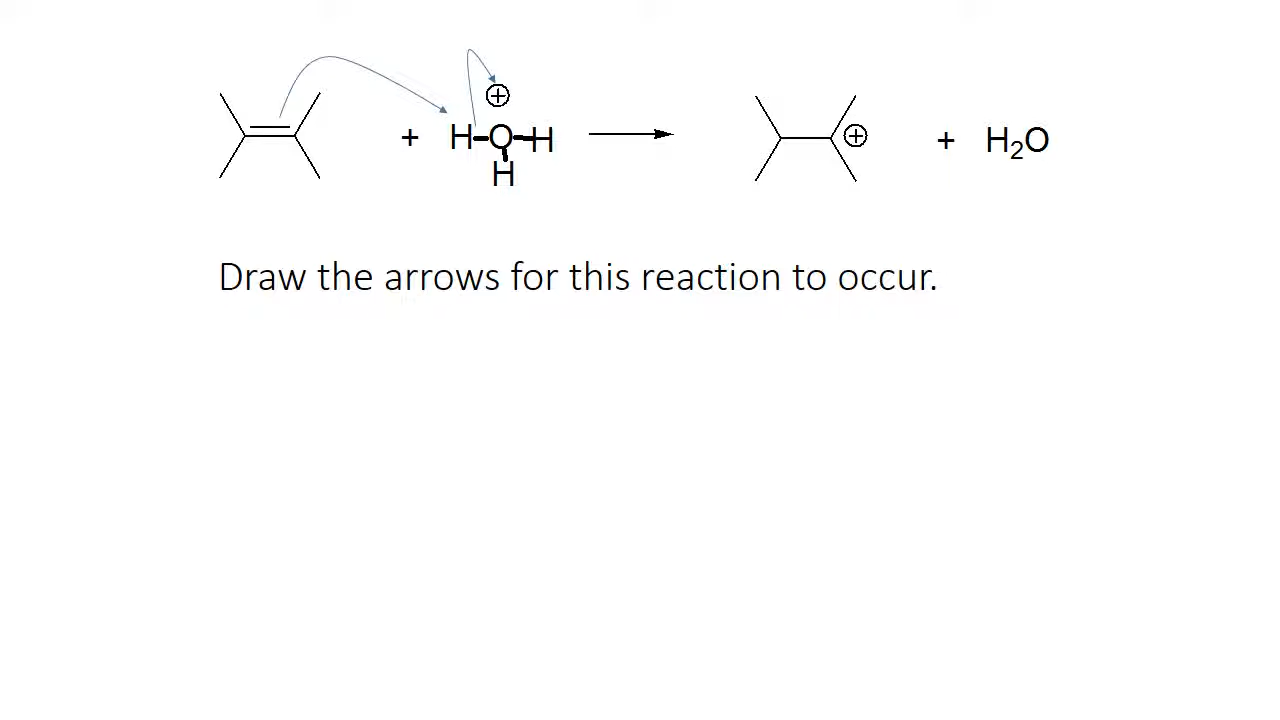 + H-O-H ⊕ H ⊕ + H₂O
Draw the arrows for this reaction to occur.